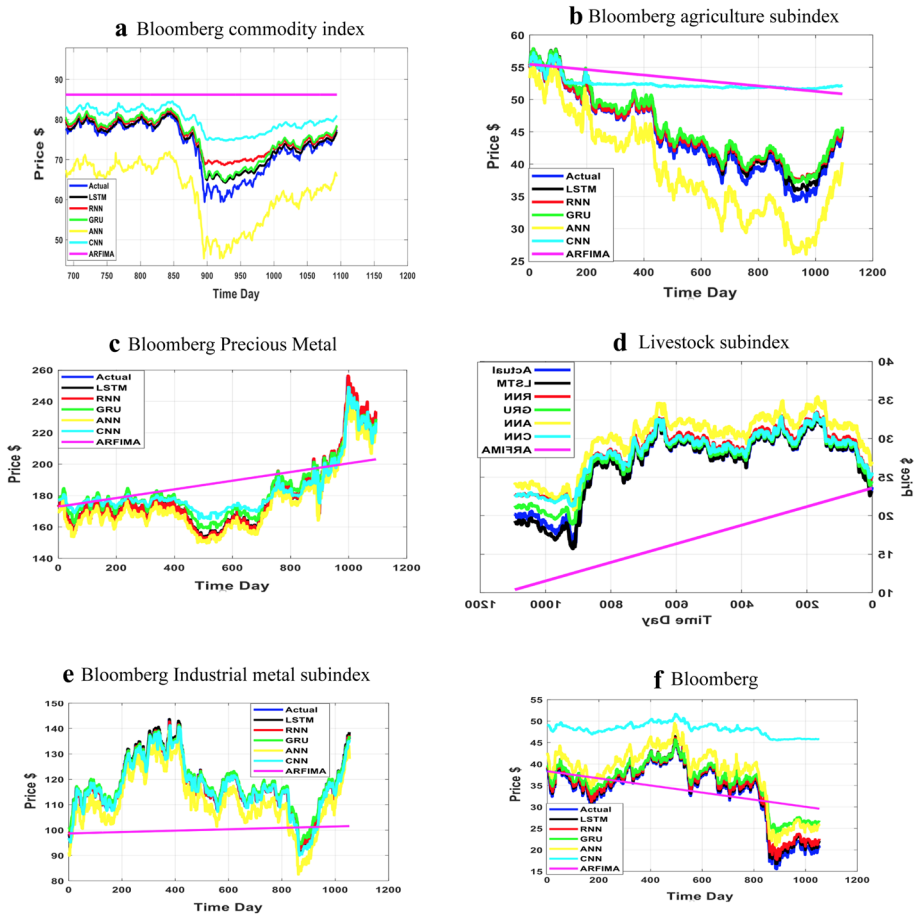 a Bloomberg commodity index
90
80
70
60
50
Price $
Actual
LSTM
RNN
GRU
ANN
CNN
ARFIMA
700 750 800 850 900 950 1000 1050 1100 1150 1200
Time Day
b Bloomberg agriculture subindex
60
55
50
45
40
35
30
25
Price $
Actual
LSTM
RNN
GRU
ANN
CNN
ARFIMA
0 200 400 600 800 1000 1200
Time Day
c Bloomberg Precious Metal
260
240
220
200
180
160
140
Price $
Actual
LSTM
RNN
GRU
ANN
CNN
ARFIMA
0 200 400 600 800 1000 1200
Time Day
d Livestock subindex
Actual
LSTM
RNN
GRU
ANN
CNN
ARFIMA
40
35
30
25
20
15
10
Price $
1200 1000 800 600 400 200 0
Time Day
e Bloomberg Industrial metal subindex
150
140
130
120
110
100
90
80
Price $
Actual
LSTM
RNN
GRU
ANN
CNN
ARFIMA
0 200 400 600 800 1000 1200
Time Day
f Bloomberg
55
50
45
40
35
30
25
20
15
Price $
Actual
LSTM
RNN
GRU
ANN
CNN
ARFIMA
0 200 400 600 800 1000 1200
Time Day